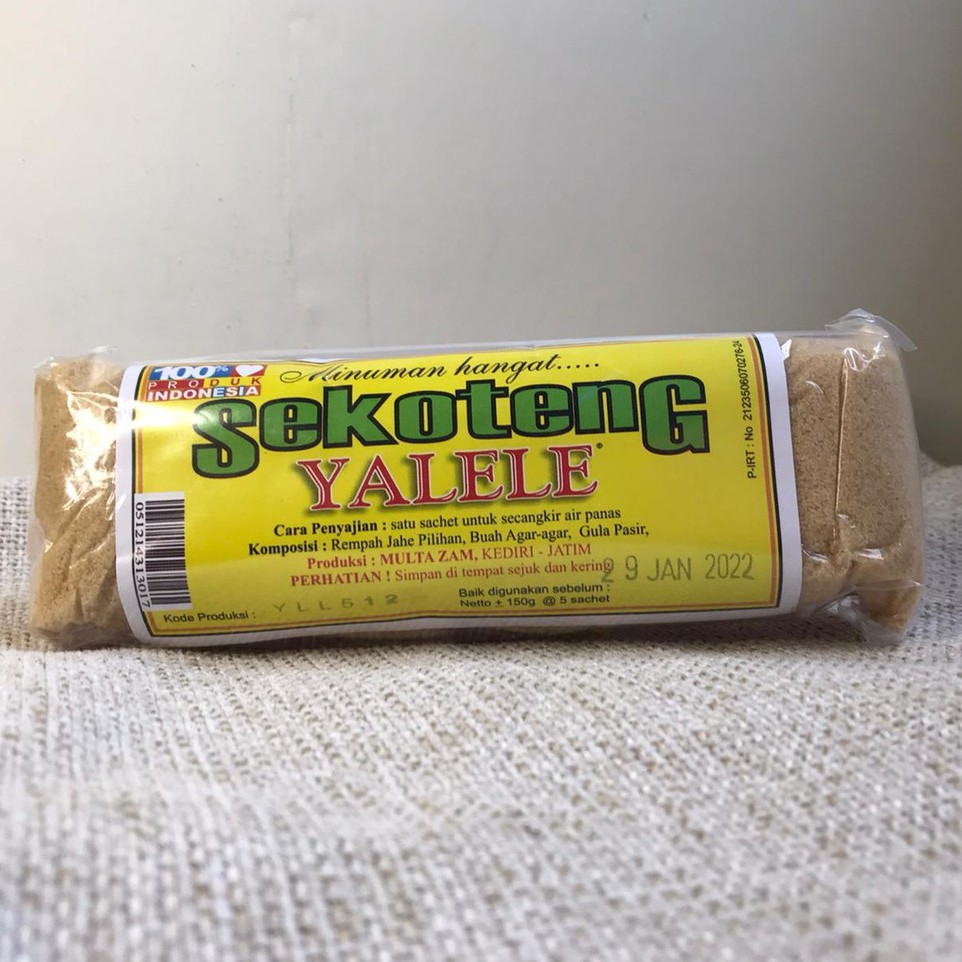 100%
PRODUK
INDONESIA
Minuman hangat.....
Sekoteng
YALELE
Cara Penyajian : satu sachet untuk secangkir air panas
Komposisi : Rempah Jahe Pilihan, Buah Agar-agar, Gula Pasir,
Produksi : MULTA ZAM, KEDIRI - JATIM
PERHATIAN ! Simpan di tempat sejuk dan kering
29 JAN 2022
Baik digunakan sebelum :
Netto ± 150g @ 5 sachet
Kode Produksi : YLL512
051214313017
P-IRT : No 2123506070276-24